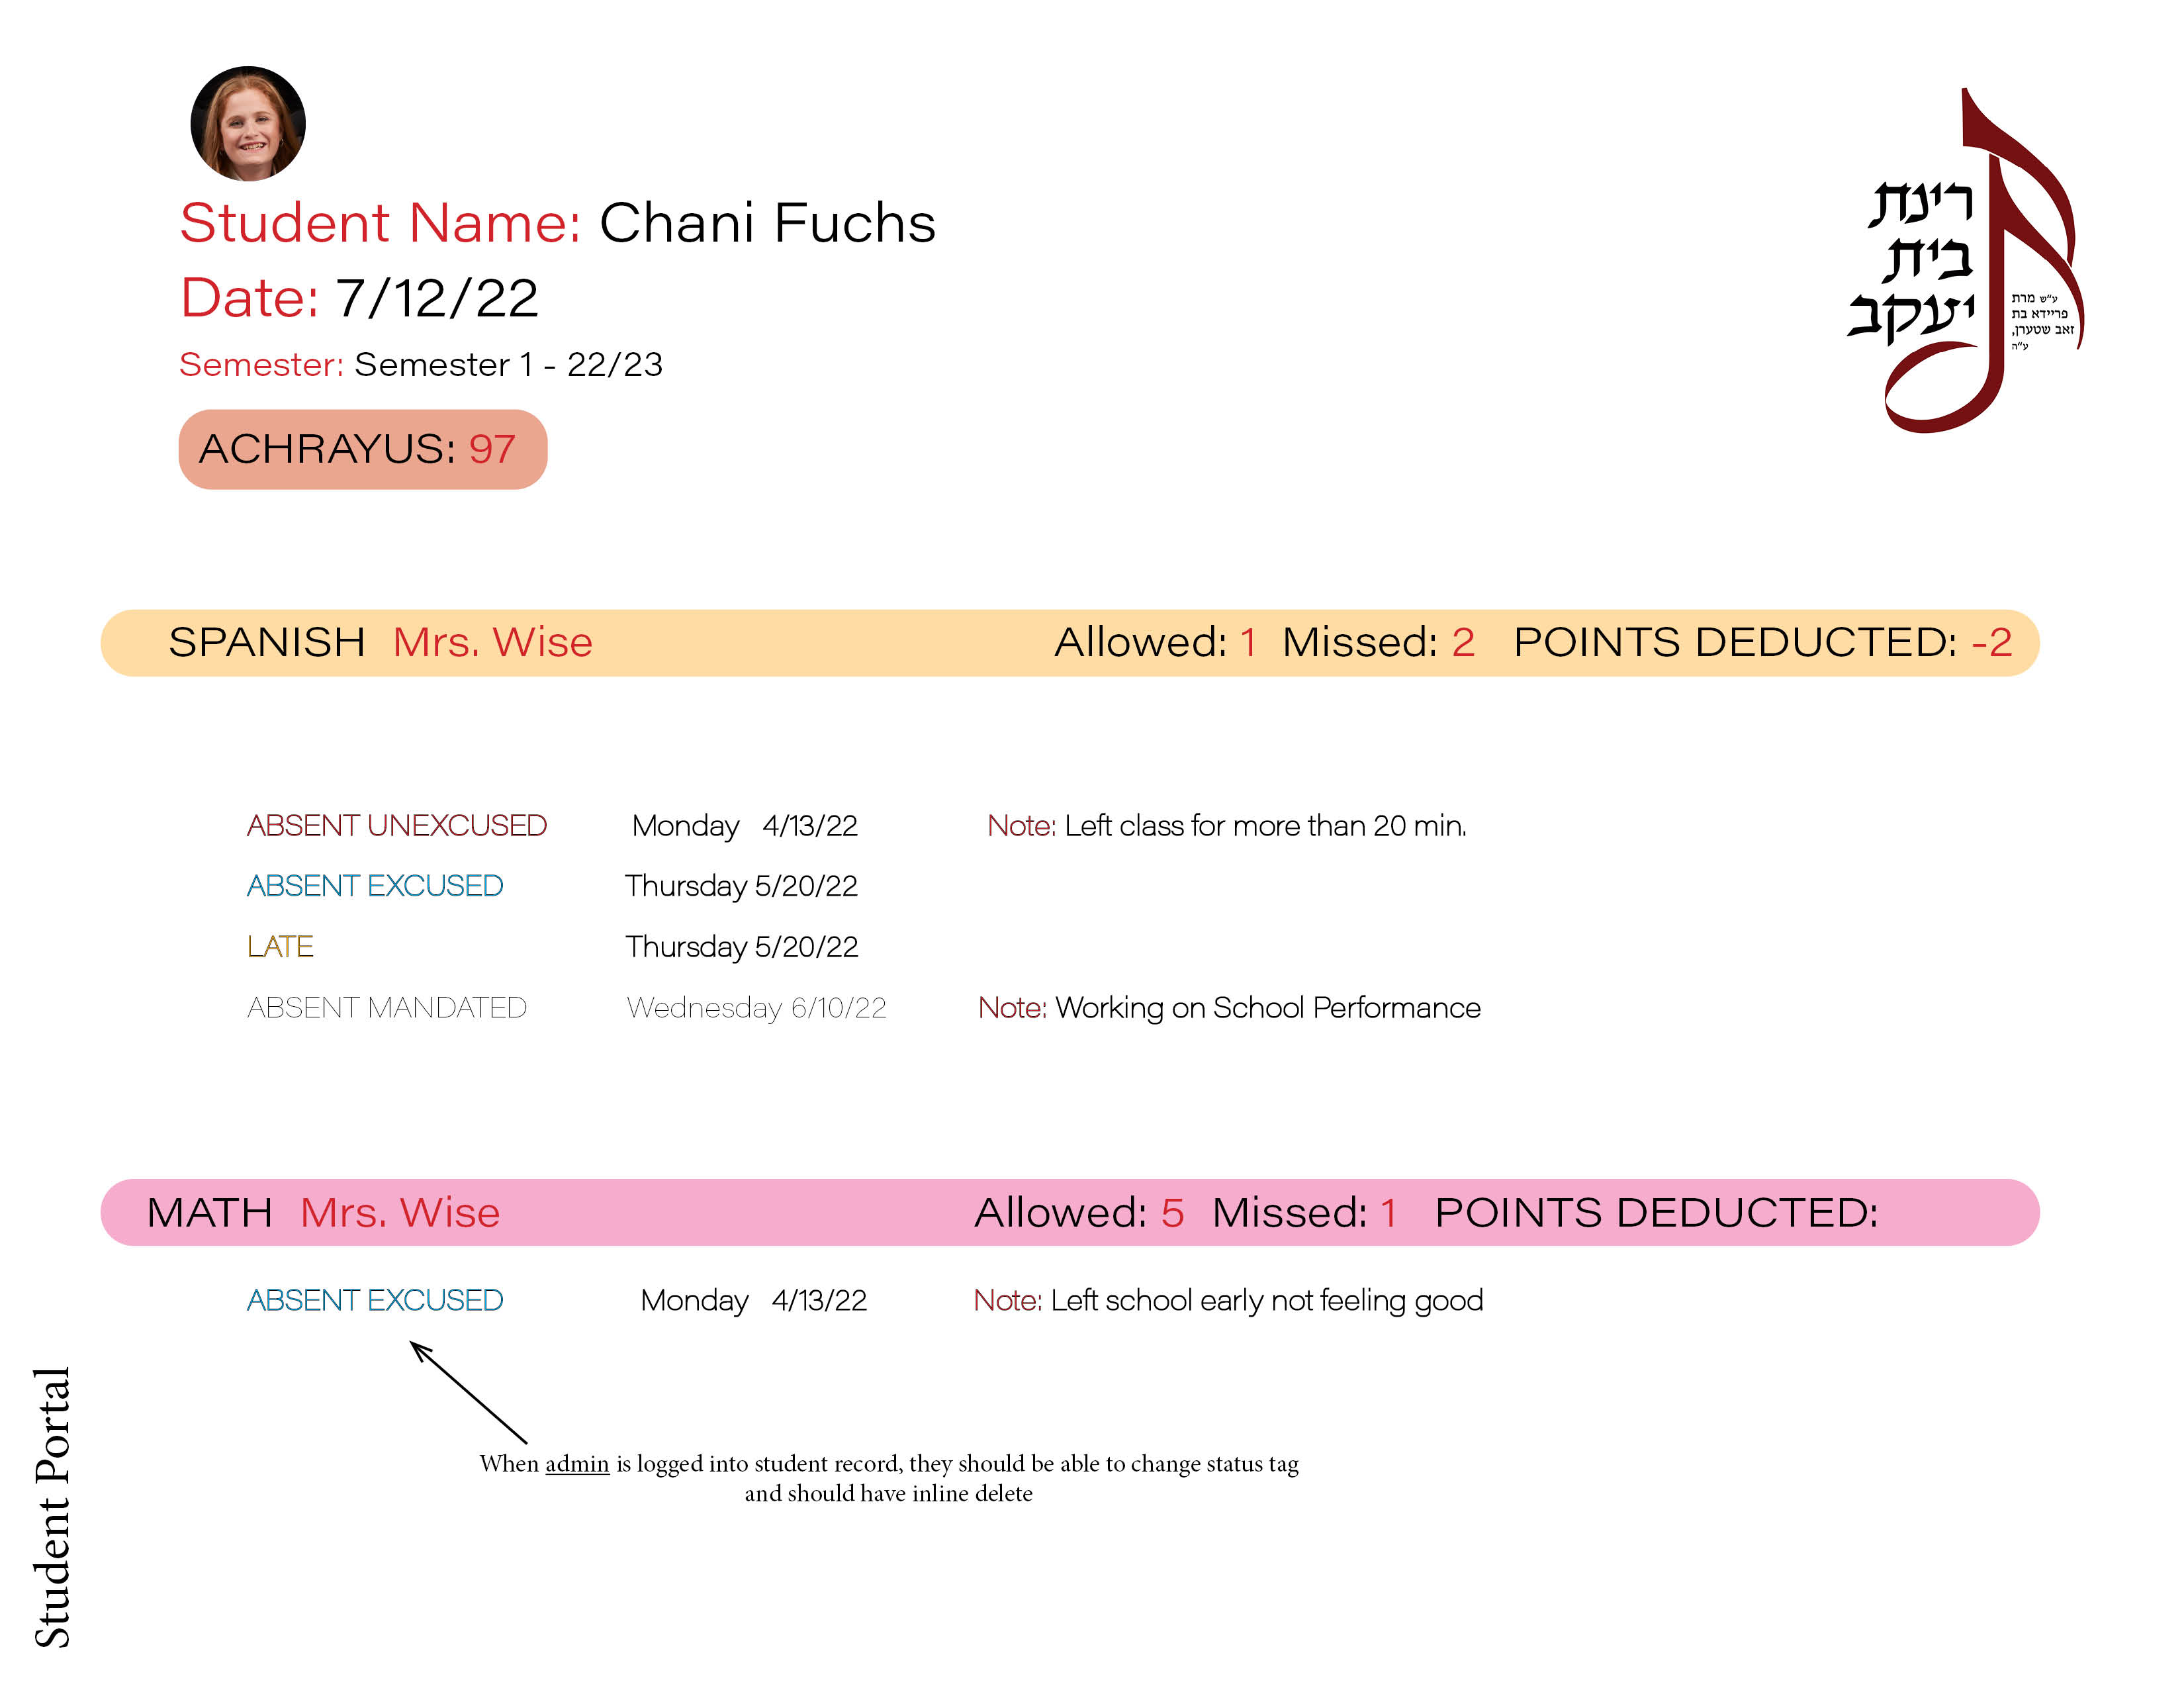 Student Name: Chani Fuchs
Date: 7/12/22
Semester: Semester 1 - 22/23
ACHRAYUS: 97
רינת
בית
יעקב
ע"ש מרת
פריידא בת
זאב שטערן,
ע"ה
SPANISH Mrs. Wise Allowed: 1 Missed: 2 POINTS DEDUCTED: -2
ABSENT UNEXCUSED Monday 4/13/22 Note: Left class for more than 20 min.
ABSENT EXCUSED Thursday 5/20/22
LATE Thursday 5/20/22
ABSENT MANDATED Wednesday 6/10/22 Note: Working on School Performance
MATH Mrs. Wise Allowed: 5 Missed: 1 POINTS DEDUCTED:
ABSENT EXCUSED Monday 4/13/22 Note: Left school early not feeling good
When admin is logged into student record, they should be able to change status tag
and should have inline delete
Student Portal